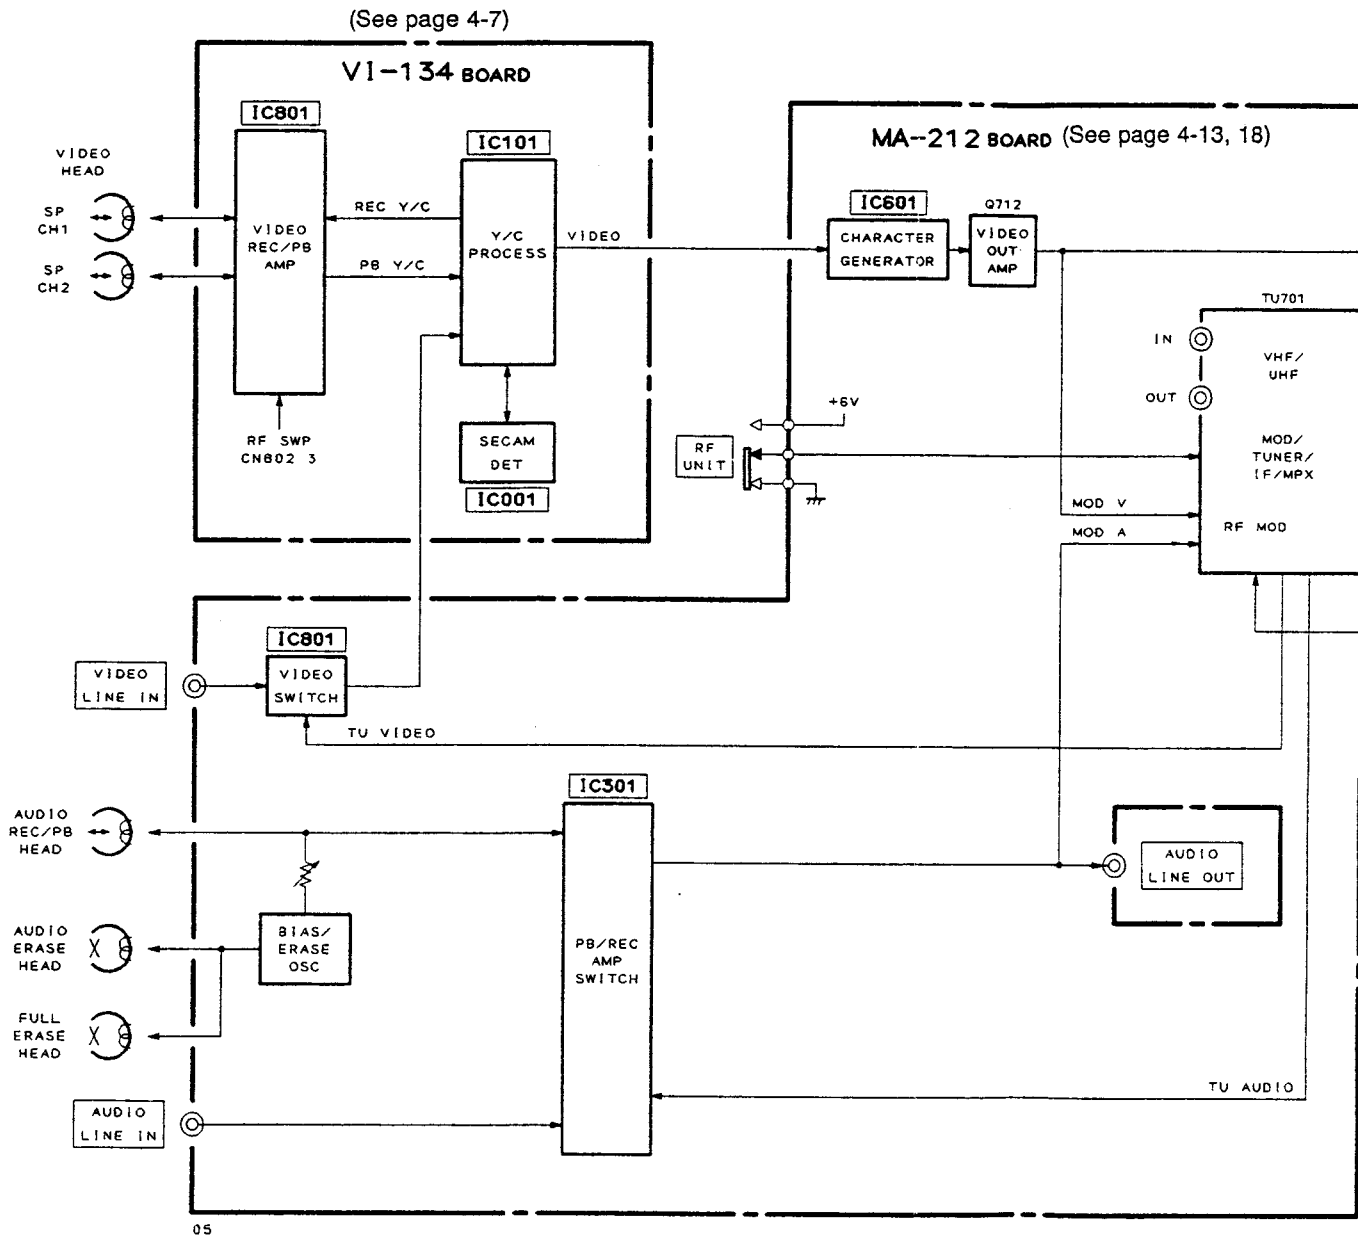 (See page 4-7)
VI-134 BOARD
IC801
IC101
VIDEO
HEAD
SP
CH1
SP
CH2
VIDEO
REC/PB
AMP
REC Y/C
PB Y/C
Y/C
PROCESS
VIDEO
RF SWP
CN802 3
SECAM
DET
IC001
MA-212 BOARD (See page 4-13, 18)
IC601
CHARACTER
GENERATOR
Q712
VIDEO
OUT
AMP
TU701
IN
OUT
VHF/
UHF
MOD/
TUNER/
IF/MPX
RF MOD
+6V
RF
UNIT
MOD V
MOD A
IC801
VIDEO
LINE IN
VIDEO
SWITCH
TU VIDEO
IC301
AUDIO
REC/PB
HEAD
AUDIO
ERASE
HEAD
BIAS/
ERASE
OSC
PB/REC
AMP
SWITCH
AUDIO
LINE OUT
FULL
ERASE
HEAD
TU AUDIO
AUDIO
LINE IN
05